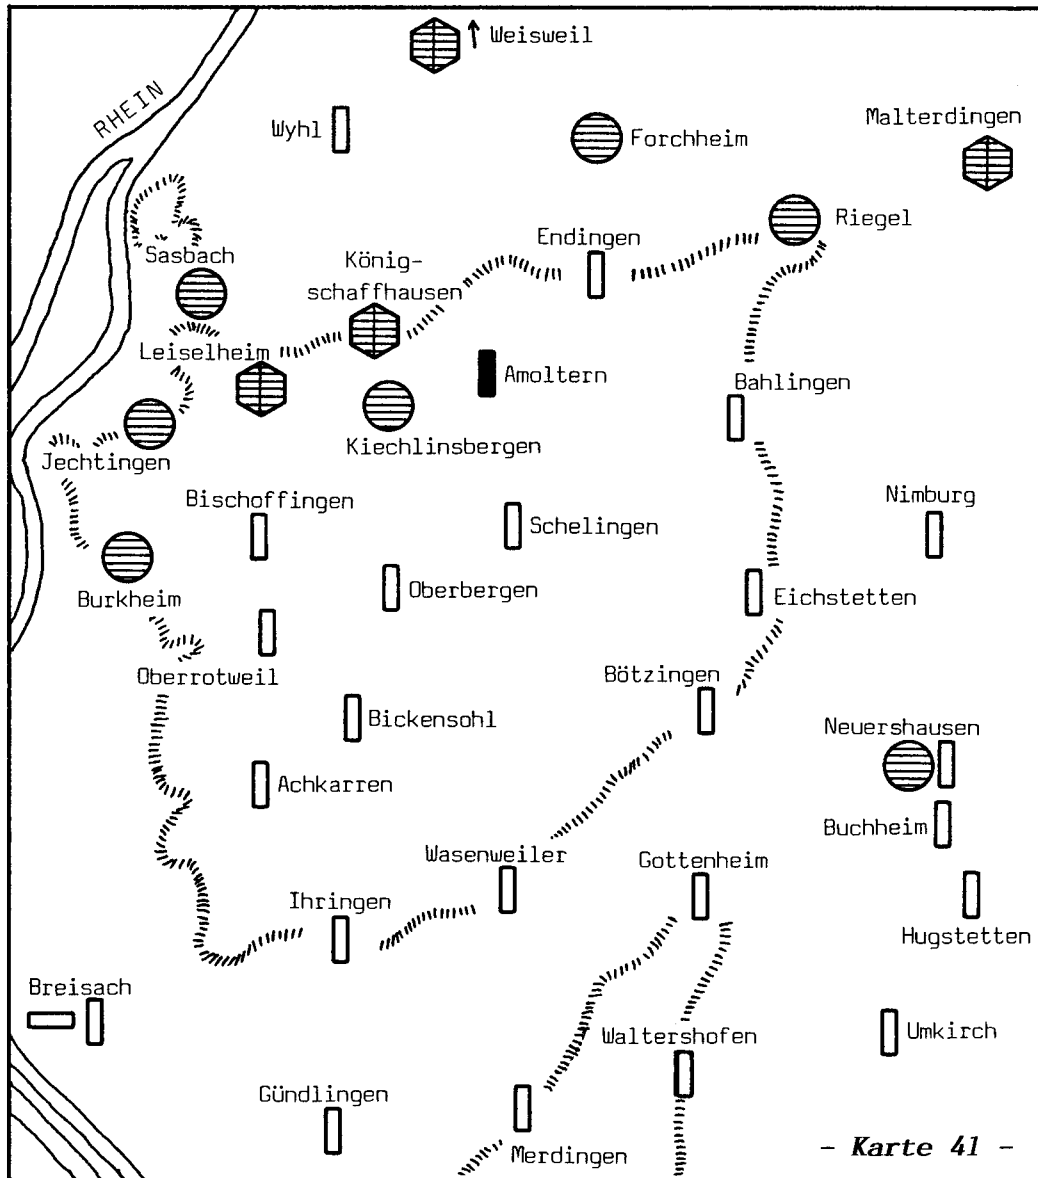 Weisweil
RHEIN
Wyhl
Forchheim
Malterdingen
Riegel
Endingen
Sasbach
König-
schaffhausen
Leiselheim
Amoltern
Bahlingen
Kiechlinsbergen
Jechtingen
Bischoffingen
Schelingen
Nimburg
Oberbergen
Eichstetten
Burkheim
Oberrotweil
Bötzingen
Bickensohl
Neuershausen
Achkarren
Buchheim
Wasenweiler
Gottenheim
Ihringen
Hugstetten
Breisach
Umkirch
Waltershofen
Gündlingen
Merdingen
- Karte 41 -